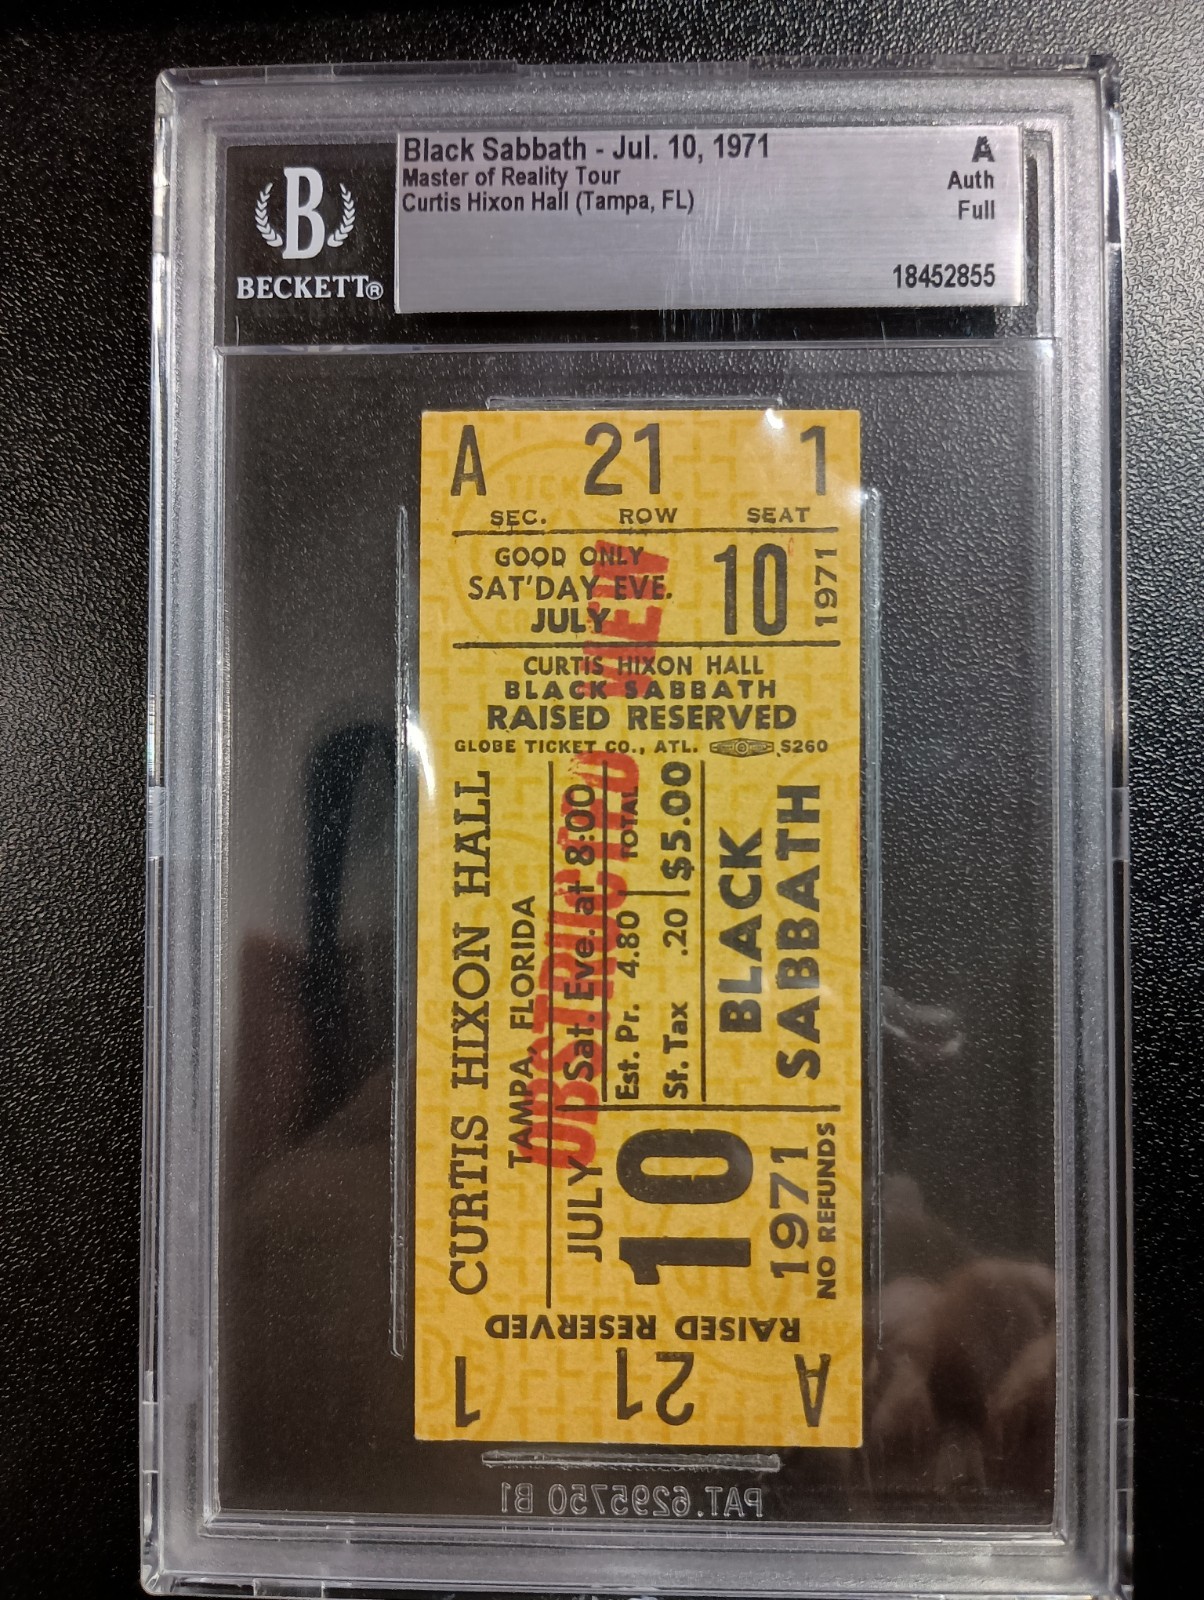 B
BECKETT®
Black Sabbath - Jul. 10, 1971
Master of Reality Tour
Curtis Hixon Hall (Tampa, FL)
A
Auth
Full
18452855
A 21 1
SEC. ROW SEAT
GOOD ONLY
SAT'DAY EVE.
JULY
10
1971
CURTIS HIXON HALL
BLACK SABBATH
RAISED RESERVED
GLOBE TICKET CO., ATL. S260
CURTIS HIXON HALL
TAMPA, FLORIDA
OBSTRUCTED VIEW
JULY
10
1971
NO REFUNDS
Sat. Eve. at 8:00
Est. Pr. 4.80 TOTAL
St. Tax .20 $5.00
BLACK
SABBATH
RAISED RESERVED
A 21 1
PAT.6295750 B1